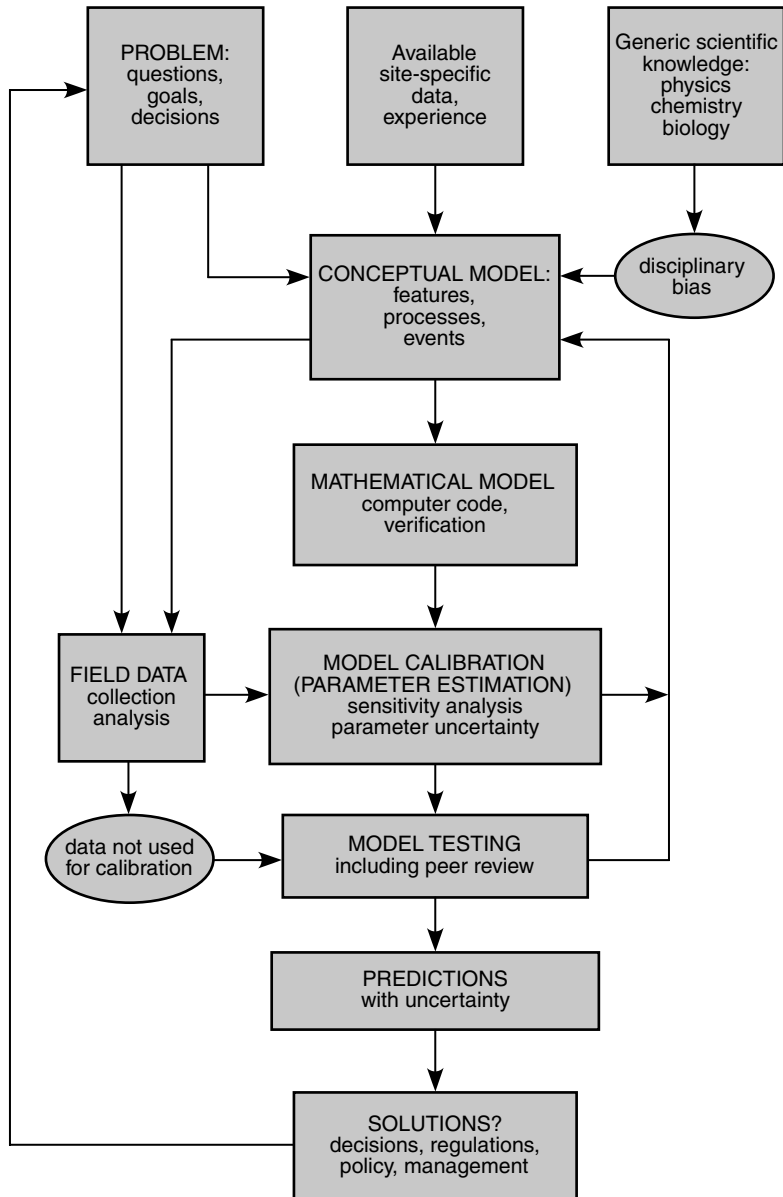 PROBLEM:
questions,
goals,
decisions
Available
site-specific
data,
experience
Generic scientific
knowledge:
physics
chemistry
biology
disciplinary
bias
CONCEPTUAL MODEL:
features,
processes,
events
MATHEMATICAL MODEL
computer code,
verification
FIELD DATA
collection
analysis
MODEL CALIBRATION
(PARAMETER ESTIMATION)
sensitivity analysis
parameter uncertainty
data not used
for calibration
MODEL TESTING
including peer review
PREDICTIONS
with uncertainty
SOLUTIONS?
decisions, regulations,
policy, management